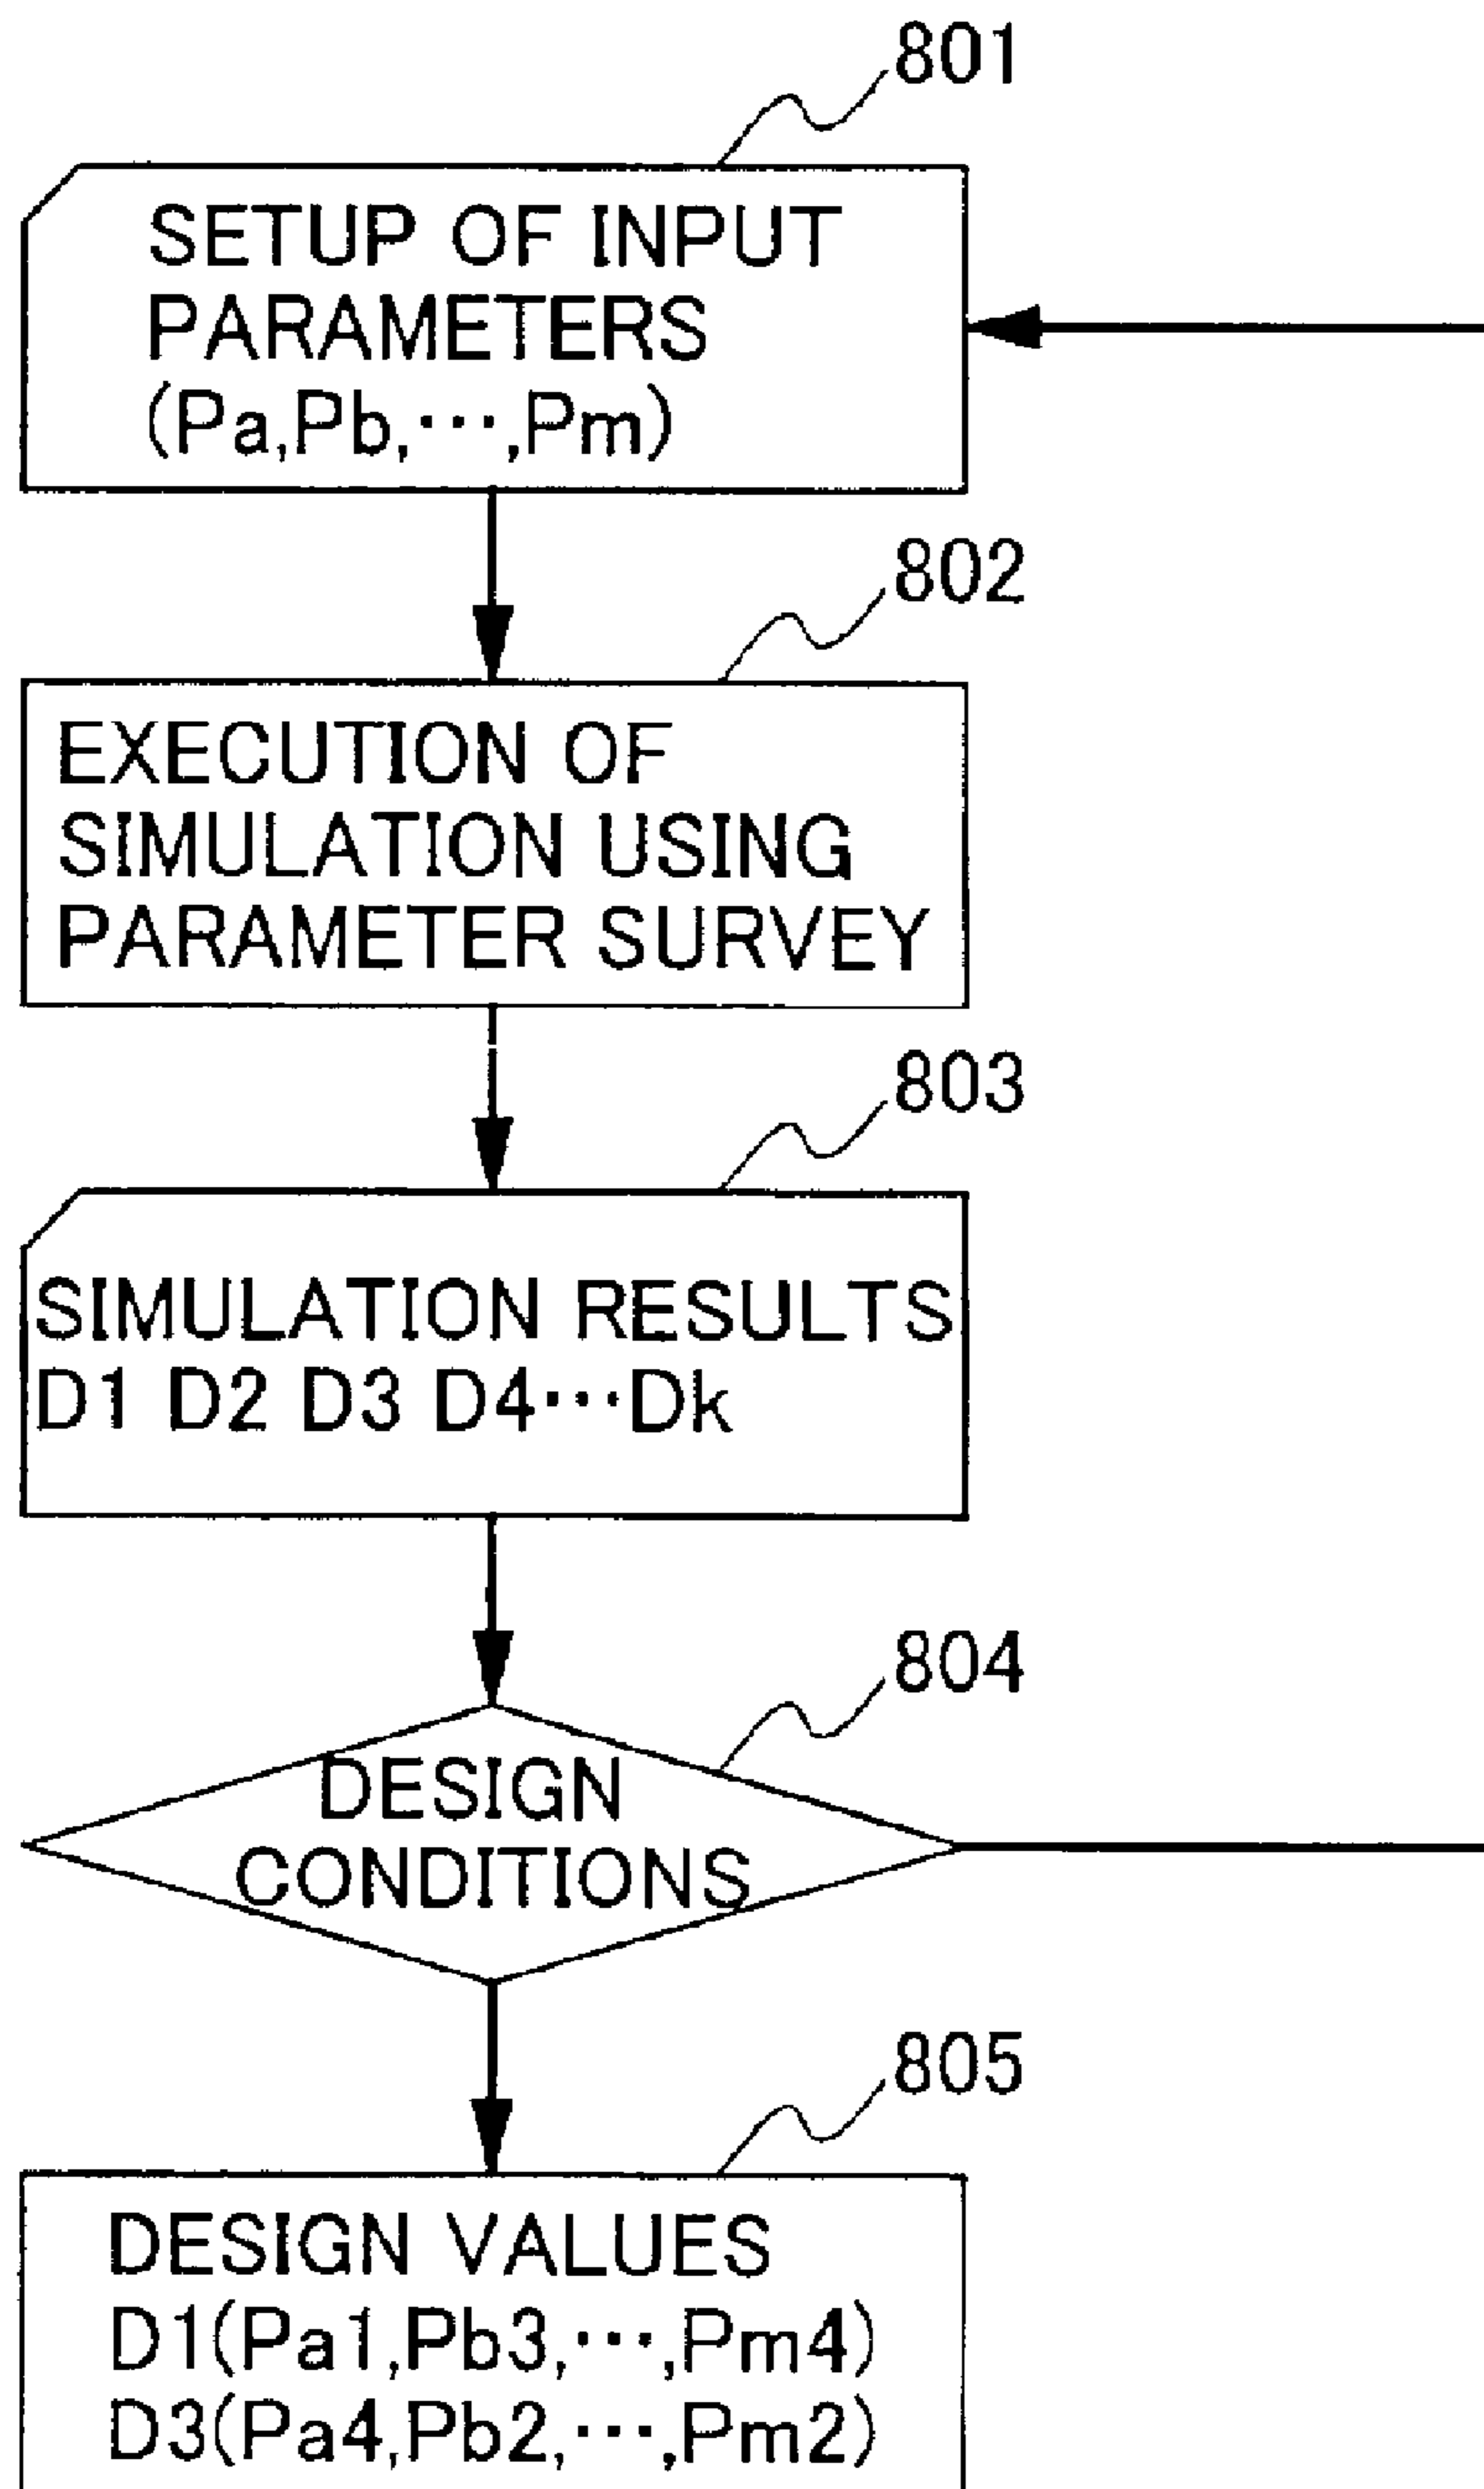 801
SETUP OF INPUT
PARAMETERS
(Pa,Pb,···,Pm)
802
EXECUTION OF
SIMULATION USING
PARAMETER SURVEY
803
SIMULATION RESULTS
D1 D2 D3 D4···Dk
804
DESIGN
CONDITIONS
805
DESIGN VALUES
D1(Pa1,Pb3,···,Pm4)
D3(Pa4,Pb2,···,Pm2)